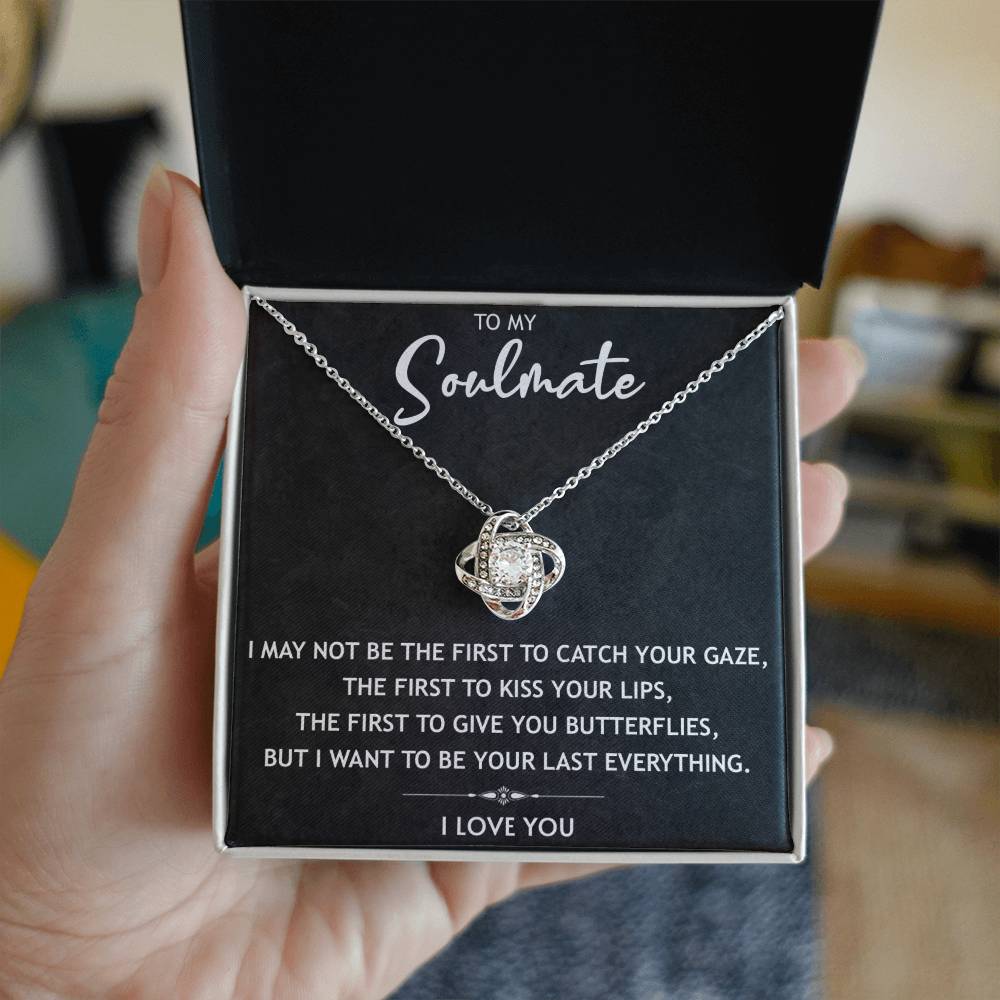 TO MY
Soulmate
I MAY NOT BE THE FIRST TO CATCH YOUR GAZE,
THE FIRST TO KISS YOUR LIPS,
THE FIRST TO GIVE YOU BUTTERFLIES,
BUT I WANT TO BE YOUR LAST EVERYTHING.
I LOVE YOU